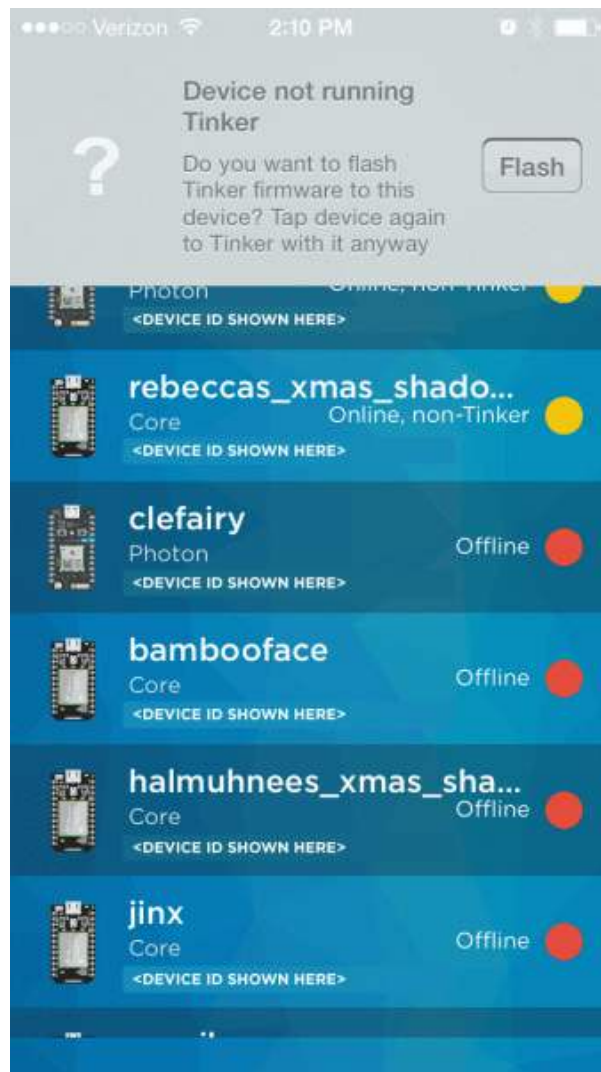 Verizon 2:10 PM
Device not running
Tinker
?
Do you want to flash
Tinker firmware to this
device? Tap device again
to Tinker with it anyway
Flash
Photon
Online, non-Tinker
<DEVICE ID SHOWN HERE>
rebeccas_xmas_shado...
Core
Online, non-Tinker
<DEVICE ID SHOWN HERE>
clefairy
Photon
Offline
<DEVICE ID SHOWN HERE>
bambooface
Core
Offline
<DEVICE ID SHOWN HERE>
halmuhnees_xmas_sha...
Core
Offline
<DEVICE ID SHOWN HERE>
jinx
Core
Offline
<DEVICE ID SHOWN HERE>